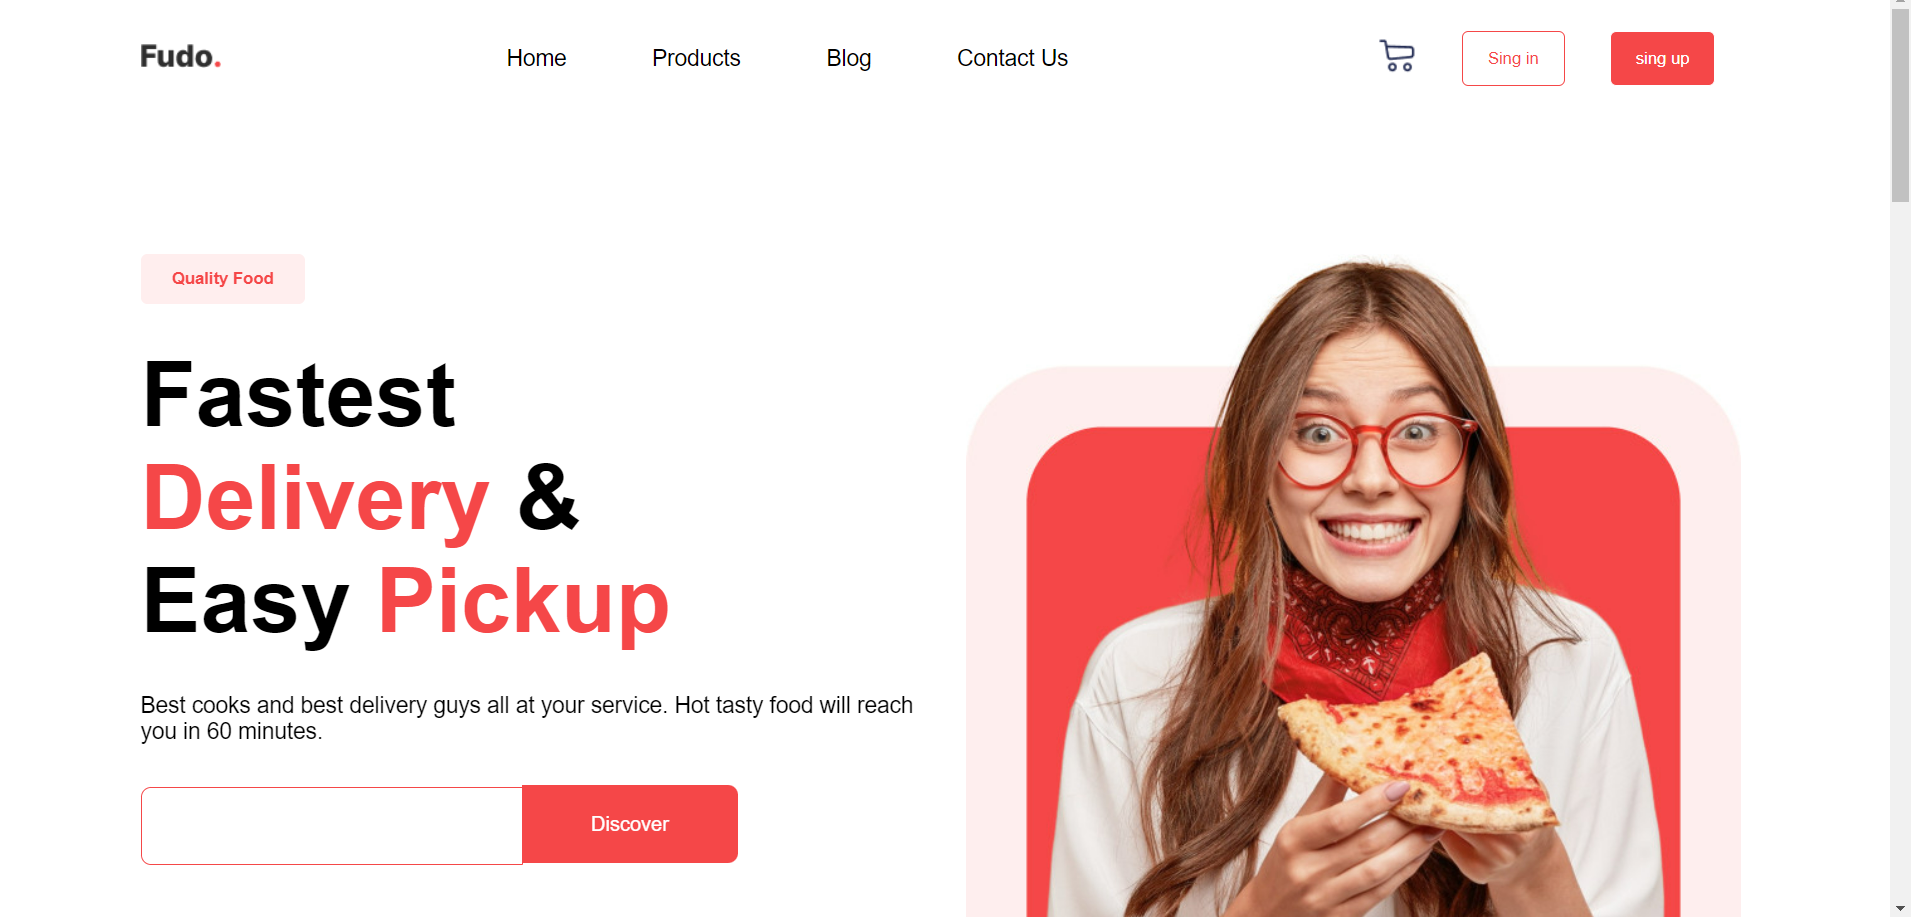 Fudo.
Home
Products
Blog
Contact Us
Sing in
sing up
Quality Food
Fastest
Delivery &
Easy Pickup
Best cooks and best delivery guys all at your service. Hot tasty food will reach
you in 60 minutes.
Discover